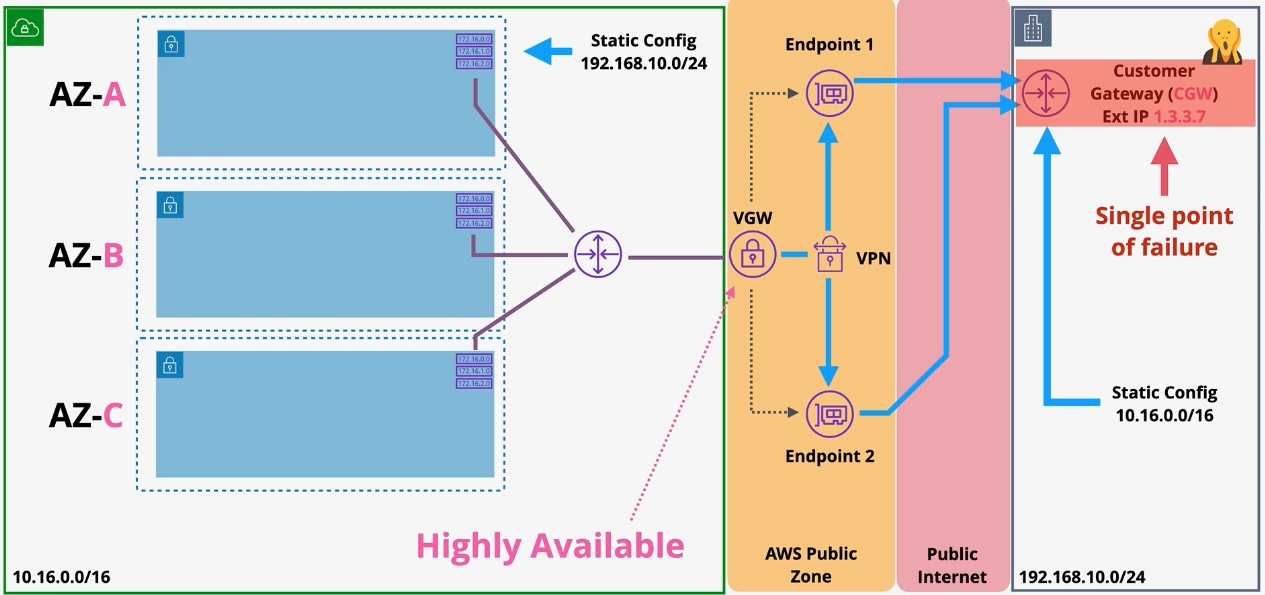 AZ-A
172.16.0.0
172.16.1.0
172.16.2.0
Static Config
192.168.10.0/24
AZ-B
172.16.0.0
172.16.1.0
172.16.2.0
AZ-C
172.16.0.0
172.16.1.0
172.16.2.0
Highly Available
10.16.0.0/16
Endpoint 1
VGW
VPN
Endpoint 2
AWS Public
Zone
Public
Internet
Customer
Gateway (CGW)
Ext IP 1.3.3.7
Single point
of failure
Static Config
10.16.0.0/16
192.168.10.0/24